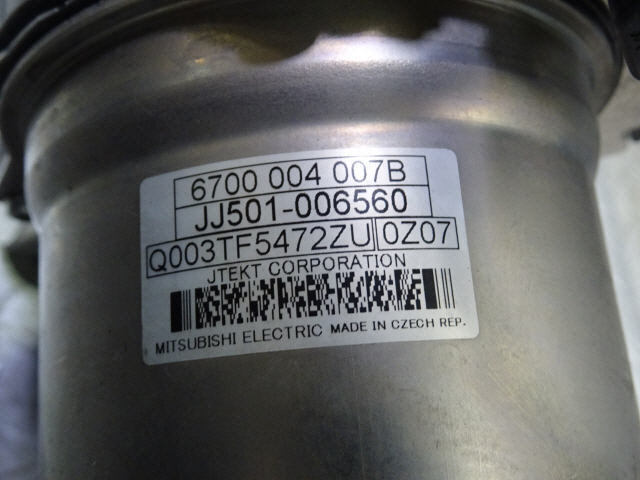 6700 004 007B
JJ501-006560
Q003TF5472ZU 0Z07
JTEKT CORPORATION
MITSUBISHI ELECTRIC MADE IN CZECH REP.